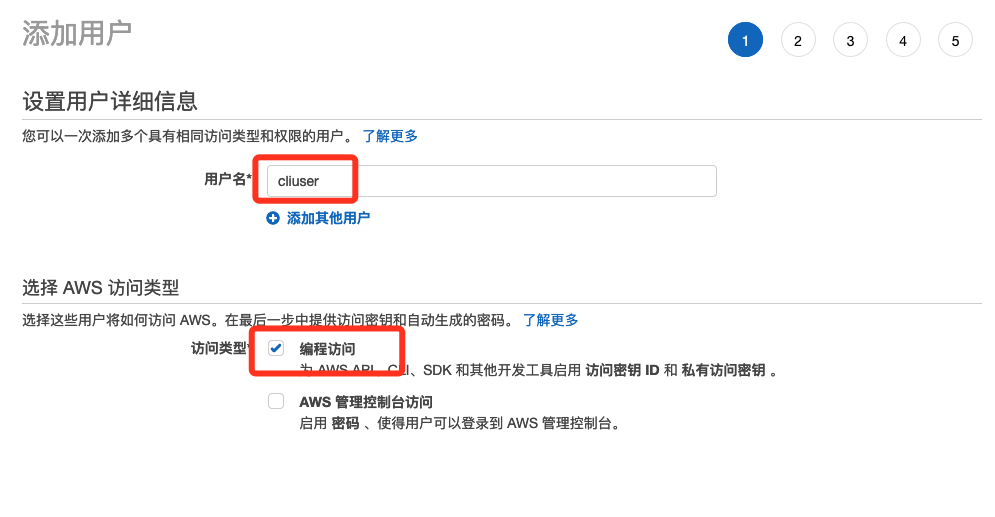 添加用户
1 2 3 4 5
设置用户详细信息
您可以一次添加多个具有相同访问类型和权限的用户。 了解更多
用户名* cliuser
添加其他用户
选择 AWS 访问类型
选择这些用户将如何访问 AWS。在最后一步中提供访问密钥和自动生成的密码。 了解更多
访问类型* 编程访问
为 AWS API、CLI、SDK 和其他开发工具启用 访问密钥 ID 和 私有访问密钥 。
AWS 管理控制台访问
启用 密码 、使得用户可以登录到 AWS 管理控制台。